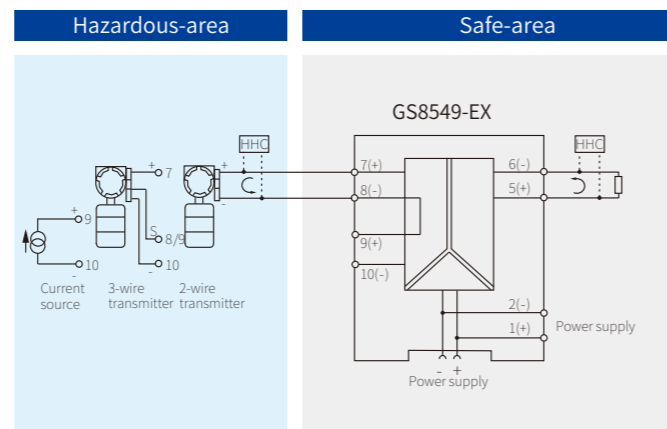 Hazardous-area
Safe-area
GS8549-EX
HHC
HHC
+
7
+
7(+)
6(-)
8(-)
5(+)
-
+
9
S
8/9
9(+)
10
-
-
10
10(-)
Current
source
3-wire
transmitter
2-wire
transmitter
2(-)
1(+)
Power supply
- +
Power supply